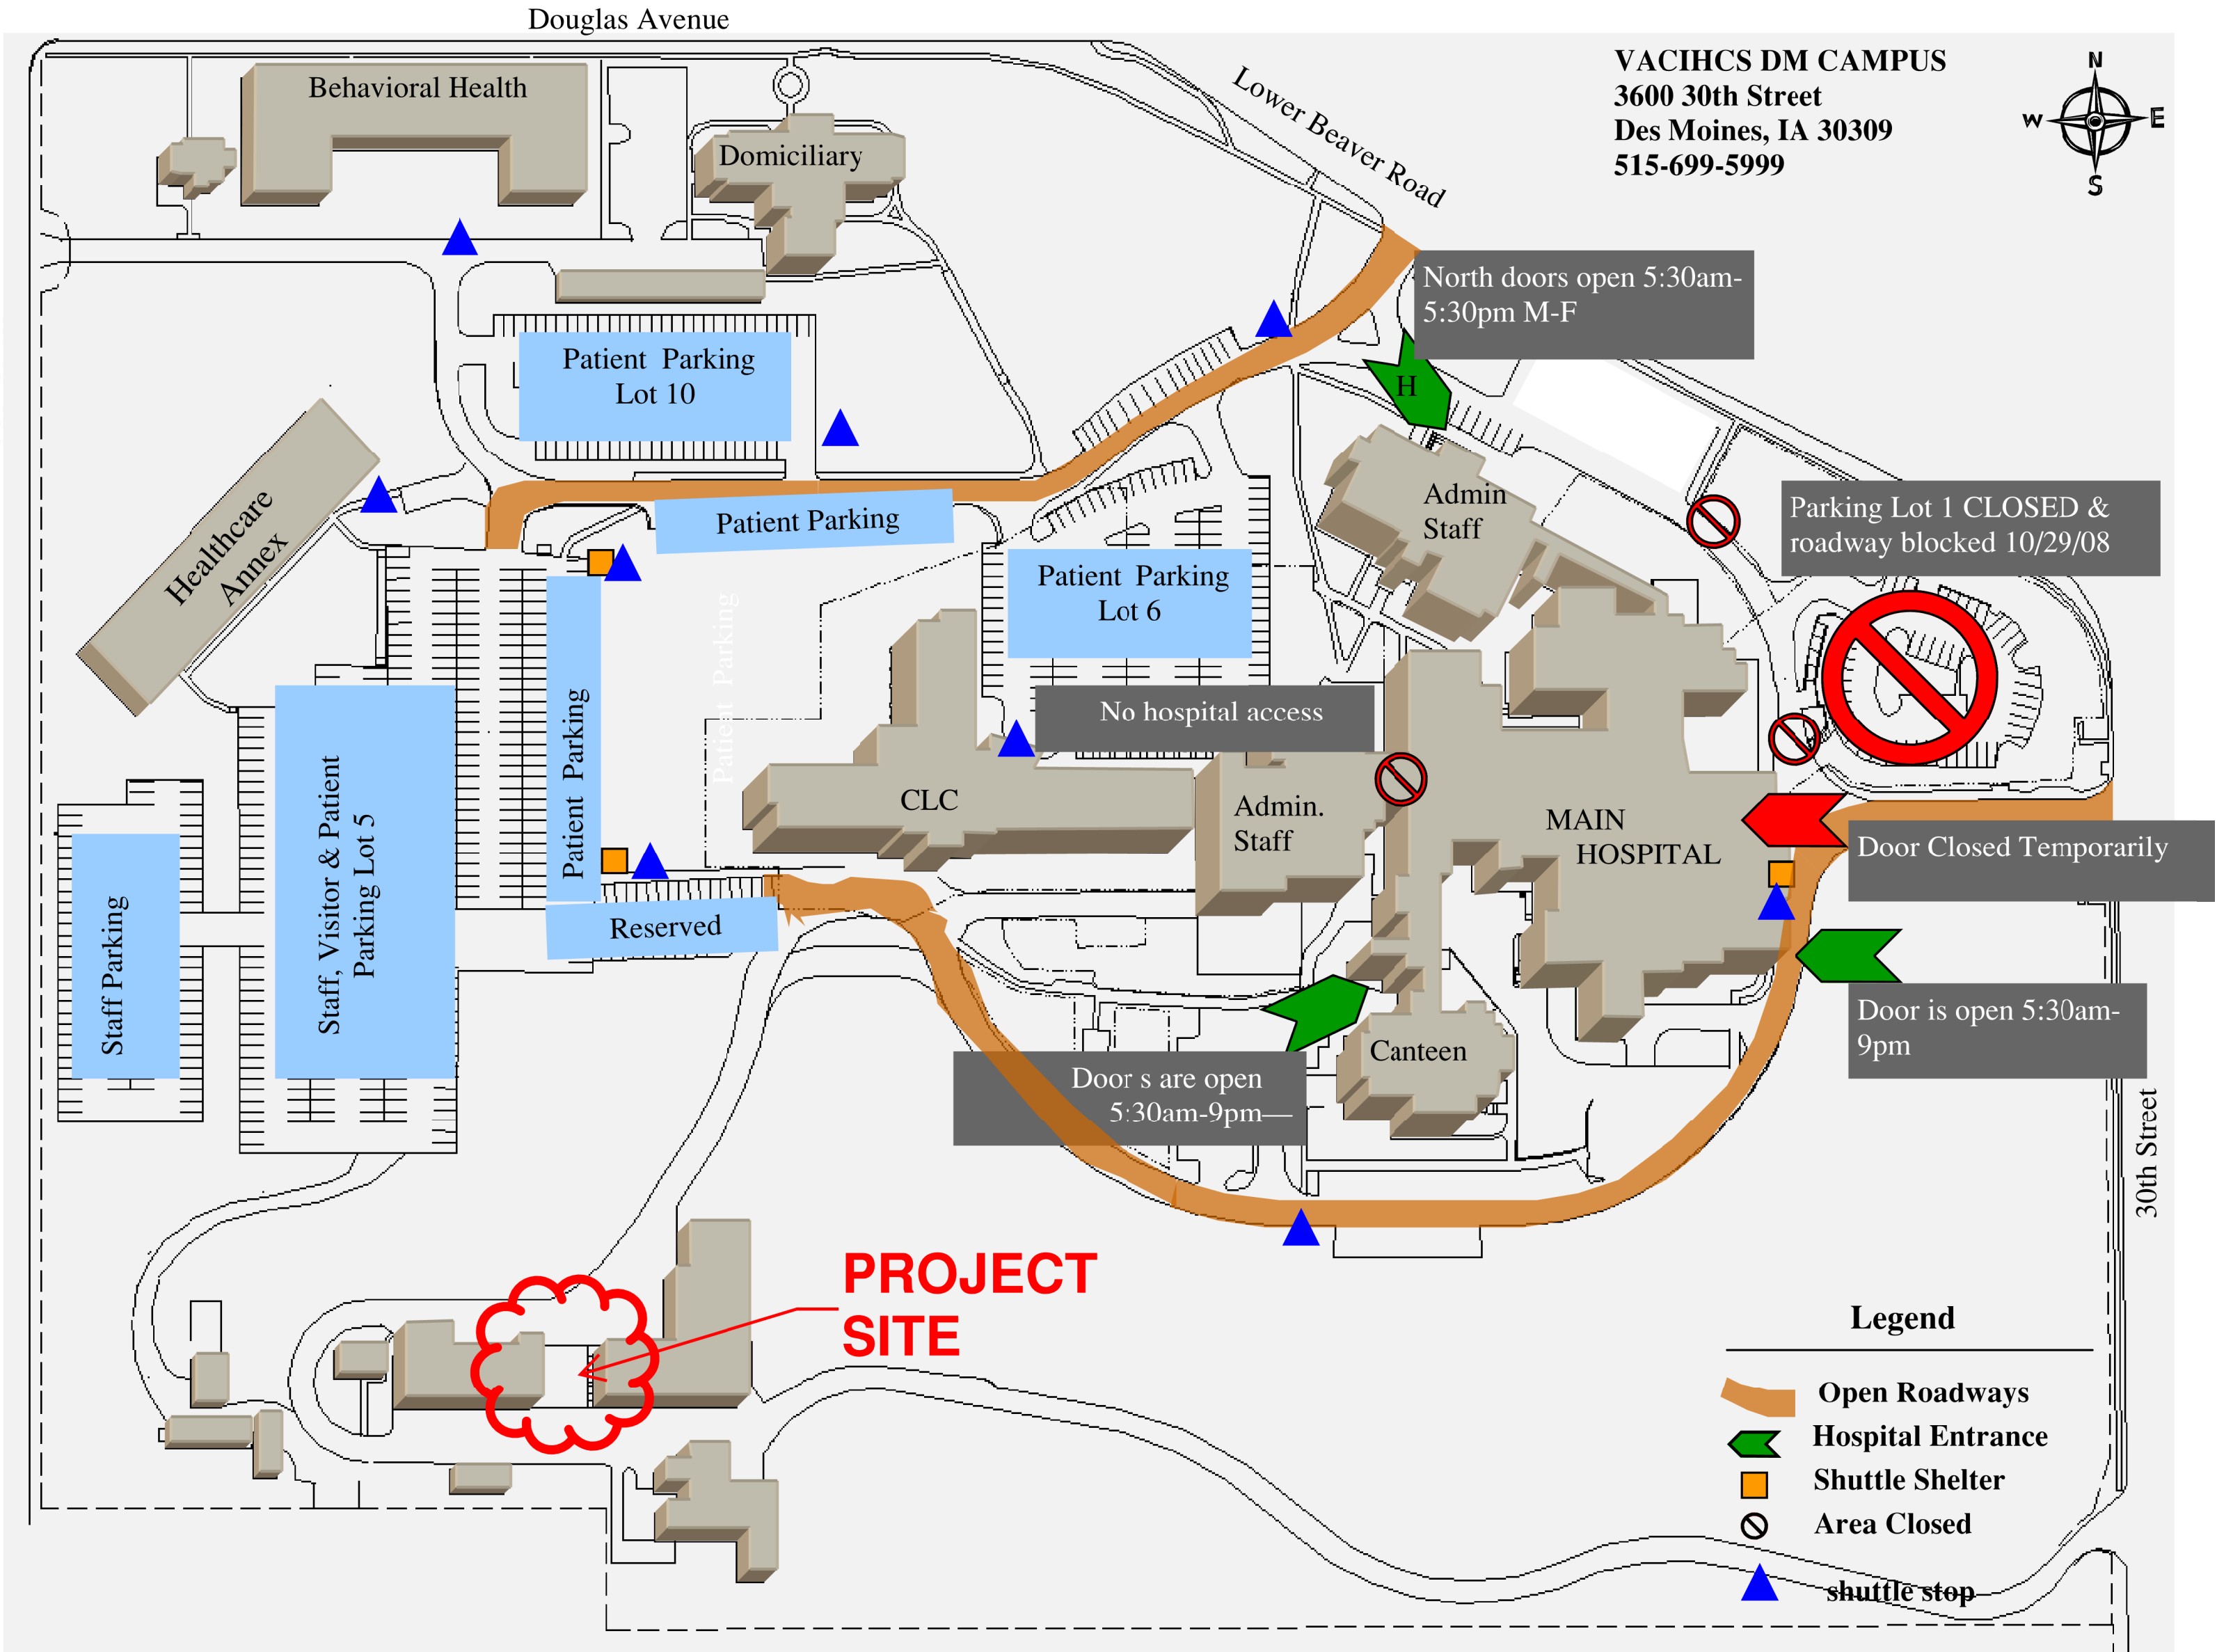 Douglas Avenue
Behavioral Health
Domiciliary
Lower Beaver Road
VACIHCS DM CAMPUS
3600 30th Street
Des Moines, IA 30309
515-699-5999
N
W
E
S
North doors open 5:30am-
5:30pm M-F
H
Patient Parking
Lot 10
Healthcare
Annex
Patient Parking
Admin
Staff
Parking Lot 1 CLOSED &
roadway blocked 10/29/08
Patient Parking
Lot 6
Patient Parking
Patient Parking
No hospital access
CLC
Admin.
Staff
MAIN
HOSPITAL
Door Closed Temporarily
Staff Parking
Staff, Visitor & Patient
Parking Lot 5
Reserved
Door is open 5:30am-
9pm
Canteen
Door s are open
5:30am-9pm—
30th Street
PROJECT
SITE
Legend
Open Roadways
Hospital Entrance
Shuttle Shelter
Area Closed
shuttle stop